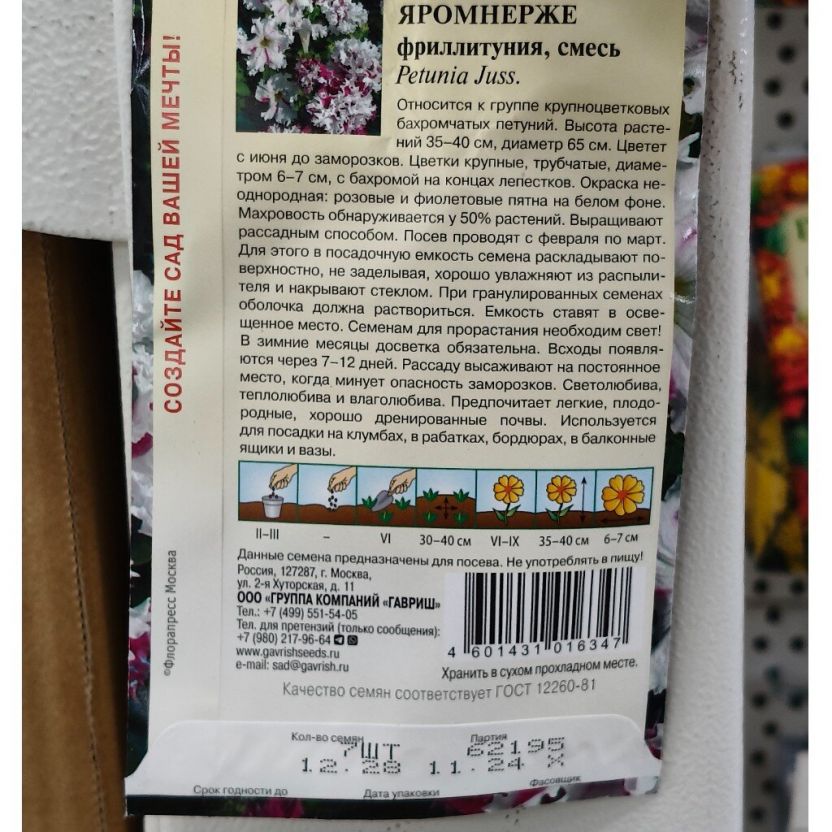 СОЗДАЙТЕ САД ВАШЕЙ МЕЧТЫ!
ЯРОМНЕРЖЕ
фриллитуния, смесь
Petunia Juss.
Относится к группе крупноцветковых
бахромчатых петуний. Высота расте-
ний 35–40 см, диаметр 65 см. Цветет
с июня до заморозков. Цветки крупные, трубчатые, диаме-
тром 6–7 см, с бахромой на концах лепестков. Окраска не-
однородная: розовые и фиолетовые пятна на белом фоне.
Махровость обнаруживается у 50% растений. Выращивают
рассадным способом. Посев проводят с февраля по март.
Для этого в посадочную емкость семена раскладывают по-
верхностно, не заделывая, хорошо увлажняют из распыли-
теля и накрывают стеклом. При гранулированных семенах
оболочка должна раствориться. Емкость ставят в осве-
щенное место. Семенам для прорастания необходим свет!
В зимние месяцы досветка обязательна. Всходы появля-
ются через 7–12 дней. Рассаду высаживают на постоянное
место, когда минует опасность заморозков. Светолюбива,
теплолюбива и влаголюбива. Предпочитает легкие, плодо-
родные, хорошо дренированные почвы. Используется
для посадки на клумбах, в рабатках, бордюрах, в балконные
ящики и вазы.
II–III – VI 30–40 см VI–IX 35–40 см 6–7 см
Данные семена предназначены для посева. Не употреблять в пищу!
Россия, 127287, г. Москва,
ул. 2-я Хуторская, д. 11
ООО "ГРУППА КОМПАНИЙ "ГАВРИШ"
Тел.: +7 (499) 551-54-05
Тел. для претензий (только сообщения):
+7 (980) 217-96-64
www.gavrishseeds.ru
e-mail: sad@gavrish.ru
4 601431 016347
Хранить в сухом прохладном месте.
Качество семян соответствует ГОСТ 12260-81
©Флорапресс Москва
Кол-во семян 7ШТ Партия 62195
12.28 11.24 X
Срок годности до Дата упаковки Фасовщик